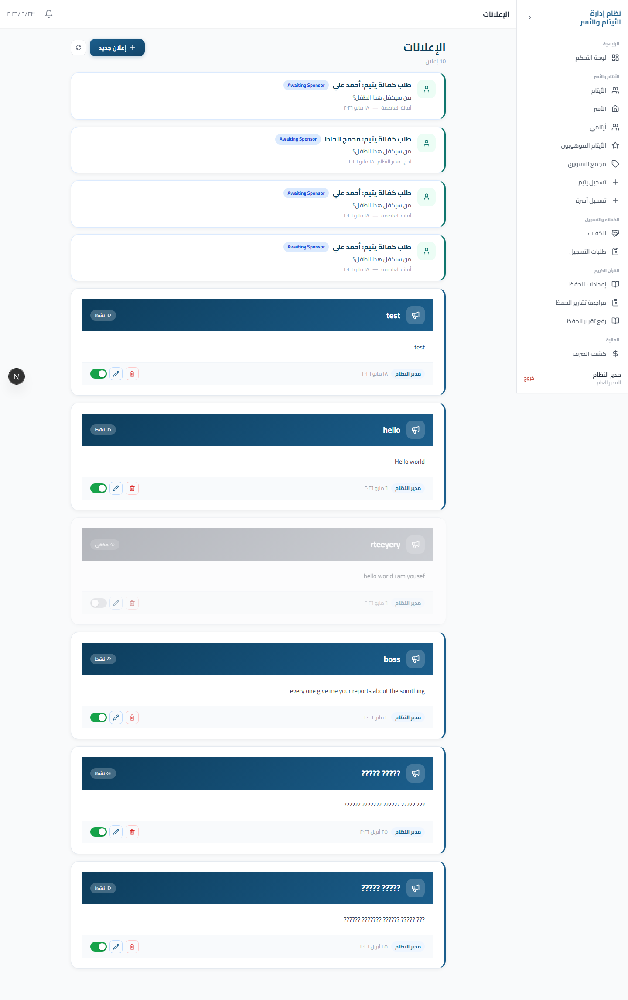 نظام إدارة
الأيتام والأسر
الرئيسية
لوحة التحكم
الأيتام والأسر
الأيتام
الأسر
أيتامي
الأيتام الموهوبون
مجمع التسويق
تسجيل يتيم
تسجيل أسرة
الكفلاء والتسجيل
الكفلاء
طلبات التسجيل
القرآن الكريم
إعدادات الحفظ
مراجعة تقارير الحفظ
رفع تقرير الحفظ
المالية
كشف الصرف
مدير النظام
المدير العام
خروج
الإعلانات
٢٠٢٦/٠٦/٢٣
الإعلانات
10 إعلان
إعلان جديد
طلب كفالة يتيم: أحمد علي Awaiting Sponsor
من سيكفل هذا الطفل؟
أمانة العاصمة — ١٨ مايو ٢٠٢٦
طلب كفالة يتيم: محمج الحادا Awaiting Sponsor
من سيكفل هذا الطفل؟
لحج مدير النظام ١٨ مايو ٢٠٢٦
طلب كفالة يتيم: أحمد علي Awaiting Sponsor
من سيكفل هذا الطفل؟
أمانة العاصمة — ١٨ مايو ٢٠٢٦
طلب كفالة يتيم: أحمد علي Awaiting Sponsor
من سيكفل هذا الطفل؟
أمانة العاصمة — ١٨ مايو ٢٠٢٦
test نشط
test
مدير النظام ١٨ مايو ٢٠٢٦
hello نشط
Hello world
مدير النظام ٦ مايو ٢٠٢٦
rteeyery مخفي
hello world i am yousef
مدير النظام ٦ مايو ٢٠٢٦
boss نشط
every one give me your reports about the somthing
مدير النظام ٢ مايو ٢٠٢٦
????? ????? نشط
??? ????? ?????? ??????? ??????
مدير النظام ٢٥ أبريل ٢٠٢٦
????? ????? نشط
??? ????? ?????? ??????? ??????
مدير النظام ٢٥ أبريل ٢٠٢٦
N